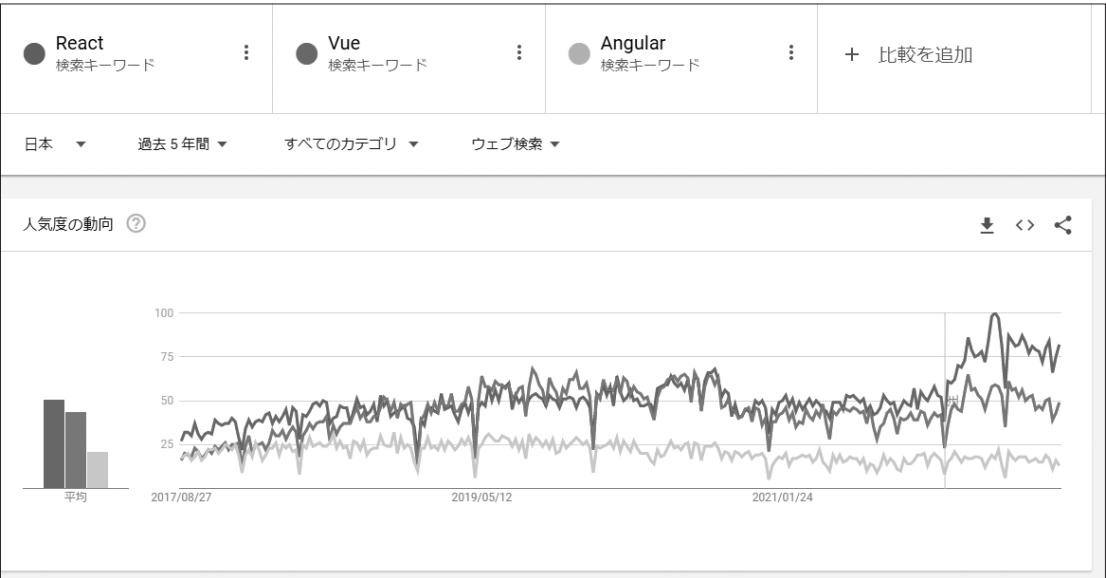 React
検索キーワード
Vue
検索キーワード
Angular
検索キーワード
+ 比較を追加
日本
過去 5 年間
すべてのカテゴリ
ウェブ検索
人気度の動向 ?
100
75
50
25
平均
2017/08/27
2019/05/12
2021/01/24